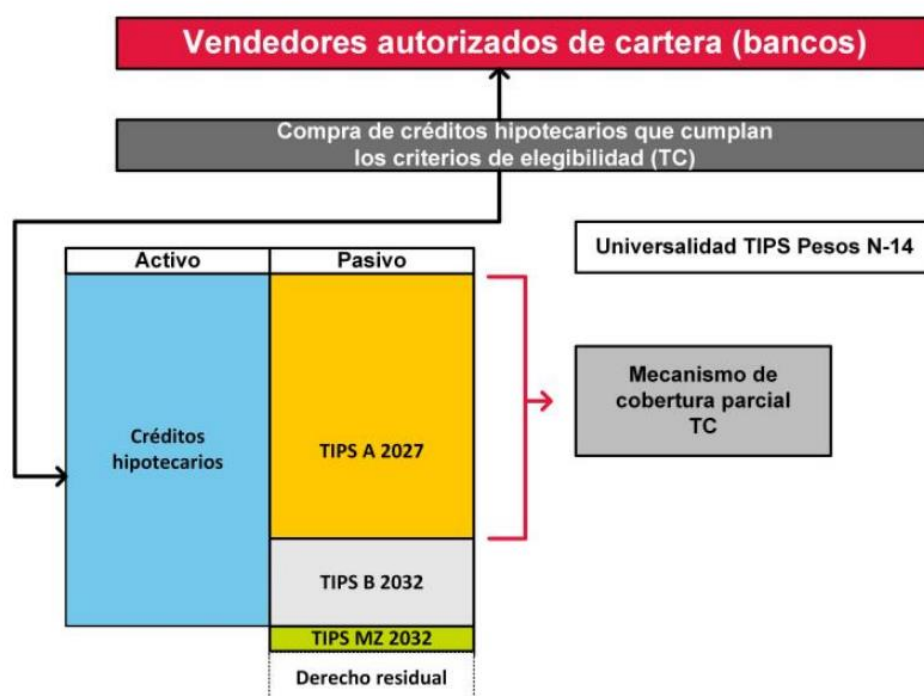 Vendedores autorizados de cartera (bancos)
Compra de créditos hipotecarios que cumplan
los criterios de elegibilidad (TC)
Universalidad TIPS Pesos N-14
Activo
Pasivo
Créditos
hipotecarios
TIPS A 2027
TIPS B 2032
TIPS MZ 2032
Derecho residual
Mecanismo de
cobertura parcial
TC